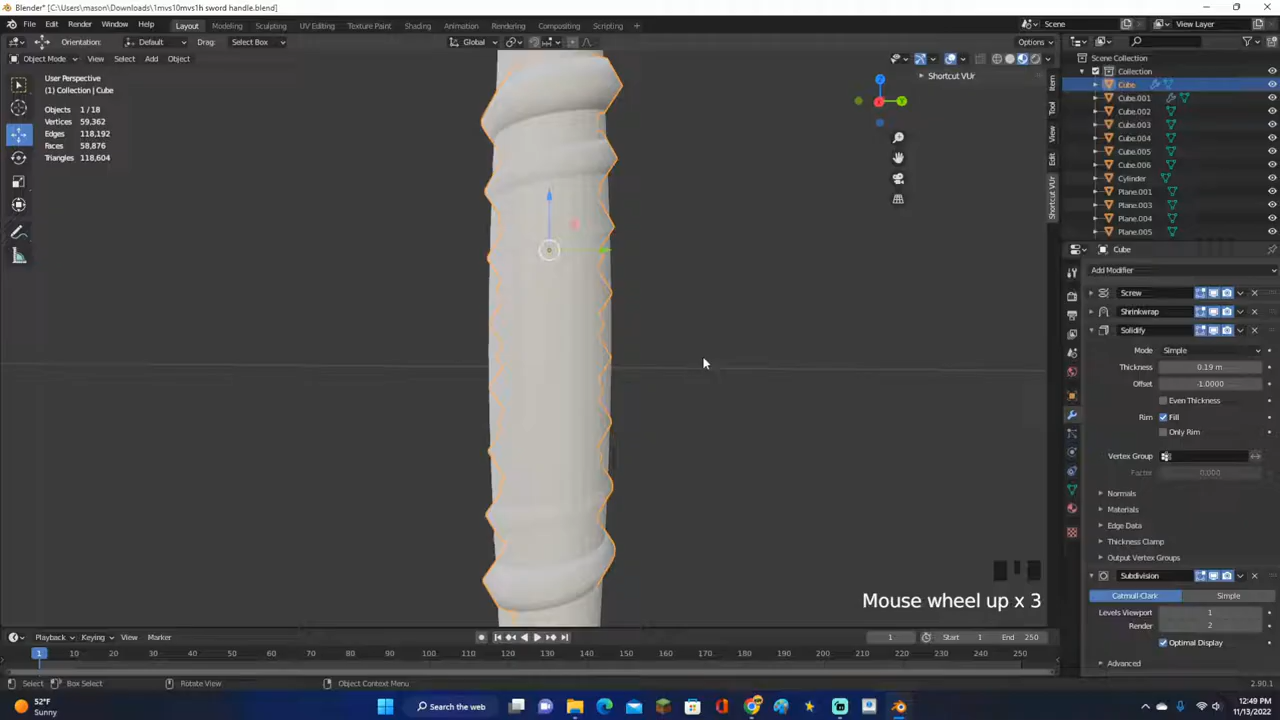 Blender* [C:\Users\mason\Downloads\1mvs10mvs1h sword handle.blend]
File Edit Render Window Help Layout Modeling Sculpting UV Editing Texture Paint Shading Animation Rendering Compositing Scripting + Scene View Layer
Orientation: Default Drag: Select Box Global Options
Object Mode View Select Add Object
User Perspective
(1) Collection | Cube
Objects 1 / 18
Vertices 59,362
Edges 118,192
Faces 58,876
Triangles 118,604
Shortcut VUr
Z
Y
Item
Tool
View
Edit
Shortcut VUr
Mouse wheel up x 3
Scene Collection
Collection
Cube
Cube.001
Cube.002
Cube.003
Cube.004
Cube.005
Cube.006
Cylinder
Plane.001
Plane.003
Plane.004
Plane.005
Cube
Add Modifier
Screw
Shrinkwrap
Solidify
Mode Simple
Thickness 0.19 m
Offset -1.0000
Even Thickness
Rim Fill
Only Rim
Vertex Group
Factor 0.000
Normals
Materials
Edge Data
Thickness Clamp
Output Vertex Groups
Subdivision
Catmull-Clark Simple
Levels Viewport 1
Render 2
Optimal Display
Advanced
Playback Keying View Marker 1 Start 1 End 250
1 10 20 30 40 50 60 70 80 90 100 110 120 130 140 150 160 170 180 190 200 210 220 230 240 250
Select Box Select Rotate View Object Context Menu 2.90.1
52°F
Sunny
Search the web
12:49 PM
11/13/2022